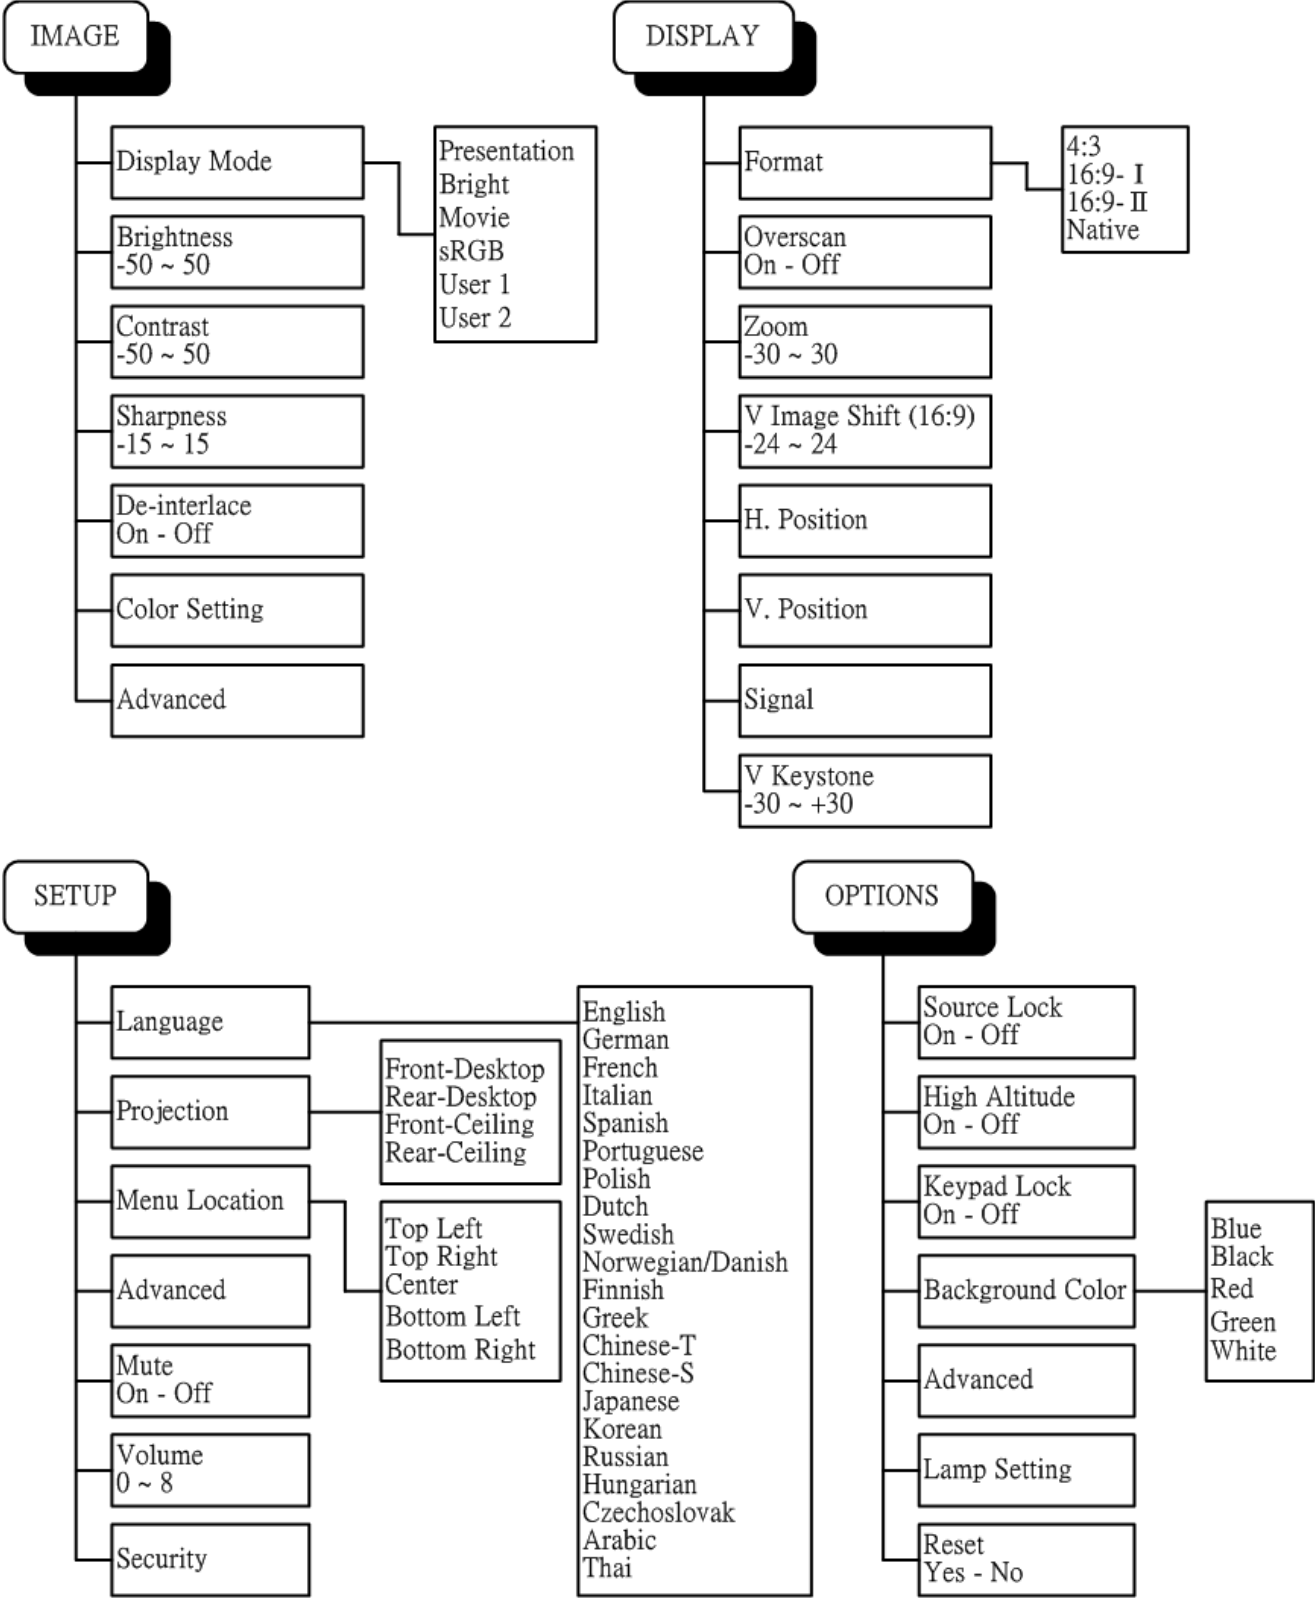 IMAGE
Display Mode
Presentation
Bright
Movie
sRGB
User 1
User 2
Brightness
-50 ~ 50
Contrast
-50 ~ 50
Sharpness
-15 ~ 15
De-interlace
On - Off
Color Setting
Advanced
DISPLAY
Format
4:3
16:9- I
16:9- II
Native
Overscan
On - Off
Zoom
-30 ~ 30
V Image Shift (16:9)
-24 ~ 24
H. Position
V. Position
Signal
V Keystone
-30 ~ +30
SETUP
Language
English
German
French
Italian
Spanish
Portuguese
Polish
Dutch
Swedish
Norwegian/Danish
Finnish
Greek
Chinese-T
Chinese-S
Japanese
Korean
Russian
Hungarian
Czechoslovak
Arabic
Thai
Projection
Front-Desktop
Rear-Desktop
Front-Ceiling
Rear-Ceiling
Menu Location
Top Left
Top Right
Center
Bottom Left
Bottom Right
Advanced
Mute
On - Off
Volume
0 ~ 8
Security
OPTIONS
Source Lock
On - Off
High Altitude
On - Off
Keypad Lock
On - Off
Background Color
Blue
Black
Red
Green
White
Advanced
Lamp Setting
Reset
Yes - No